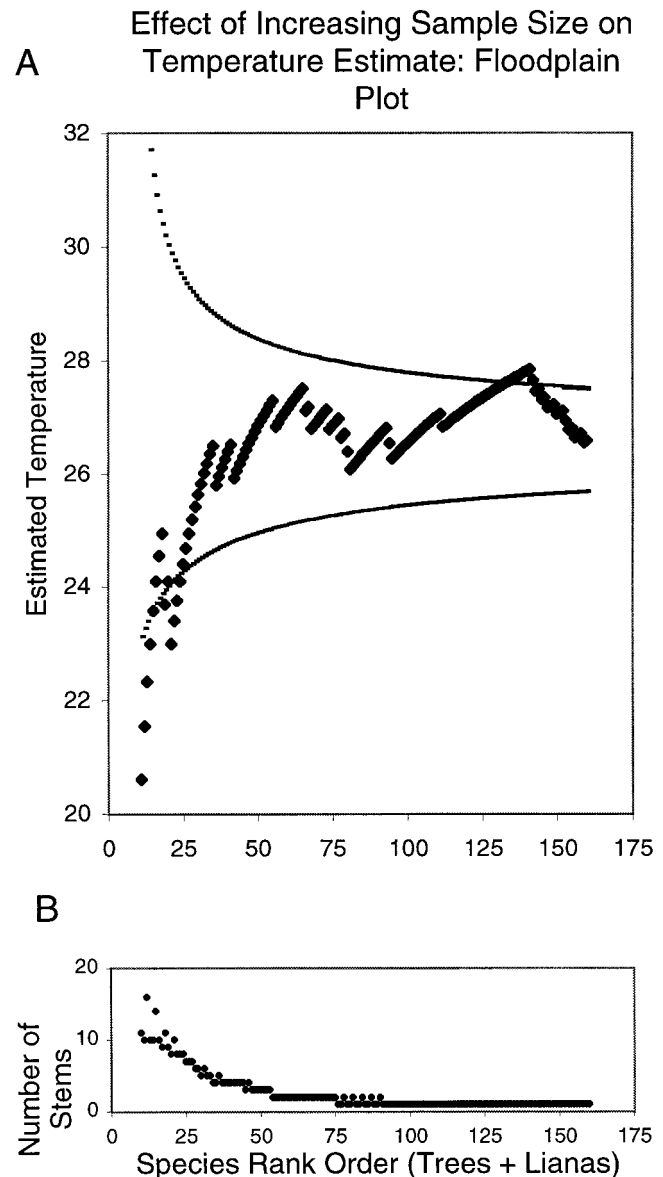 Effect of Increasing Sample Size on
A
Temperature Estimate: Floodplain
Plot
32
30
28
26
24
22
20
Estimated Temperature
0 25 50 75 100 125 150 175
B
20
10
0
Number of
Stems
0 25 50 75 100 125 150 175
Species Rank Order (Trees + Lianas)